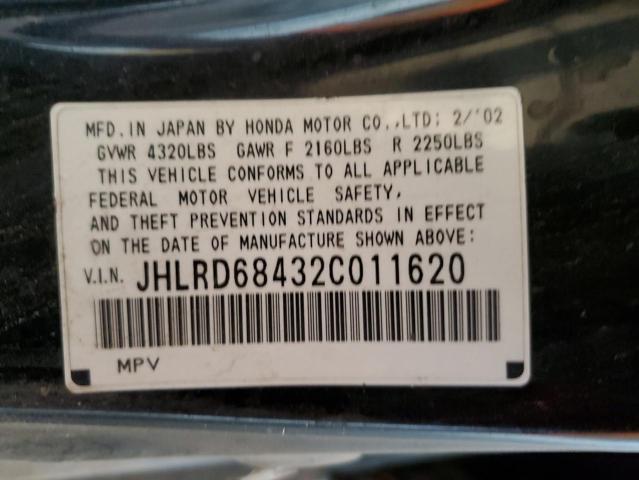 MFD. IN JAPAN BY HONDA MOTOR CO.,LTD: 2/'02
GVWR 4320LBS GAWR F 2160LBS R 2250LBS
THIS VEHICLE CONFORMS TO ALL APPLICABLE
FEDERAL MOTOR VEHICLE SAFETY,
AND THEFT PREVENTION STANDARDS IN EFFECT
ON THE DATE OF MANUFACTURE SHOWN ABOVE:
V.I.N. JHLRD68432C011620
MPV